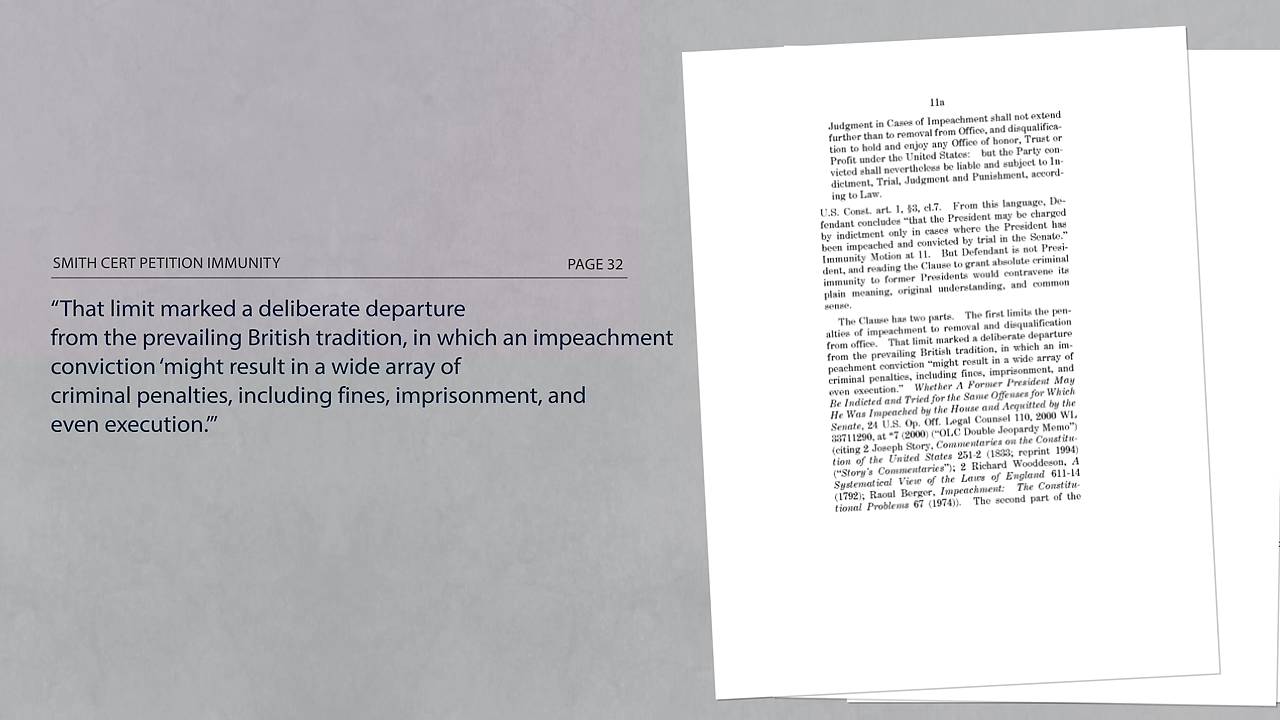 SMITH CERT PETITION IMMUNITY
PAGE 32
“That limit marked a deliberate departure
from the prevailing British tradition, in which an impeachment
conviction ‘might result in a wide array of
criminal penalties, including fines, imprisonment, and
even execution.’”
11a
Judgment in Cases of Impeachment shall not extend
further than to removal from Office, and disqualifica-
tion to hold and enjoy any Office of honor, Trust or
Profit under the United States: but the Party con-
victed shall nevertheless be liable and subject to In-
dictment, Trial, Judgment and Punishment, accord-
ing to Law.
U.S. Const. art. 1, §3, cl.7. From this language, De-
fendant concludes “that the President may be charged
by indictment only in cases where the President has
been impeached and convicted by trial in the Senate.”
Immunity Motion at 11. But Defendant is not Presi-
dent, and reading the Clause to grant absolute criminal
immunity to former Presidents would contravene its
plain meaning, original understanding, and common
sense.
The Clause has two parts. The first limits the pen-
alties of impeachment to removal and disqualification
from office. That limit marked a deliberate departure
from the prevailing British tradition, in which an im-
peachment conviction “might result in a wide array of
criminal penalties, including fines, imprisonment, and
even execution.” Whether A Former President May
Be Indicted and Tried for the Same Offenses for Which
He Was Impeached by the House and Acquitted by the
Senate, 24 U.S. Op. Off. Legal Counsel 110, 2000 WL
33711290, at *7 (2000) (“OLC Double Jeopardy Memo”)
(citing 2 Joseph Story, Commentaries on the Constitu-
tion of the United States 251-2 (1833; reprint 1994)
(“Story’s Commentaries”); 2 Richard Wooddeson, A
Systematical View of the Laws of England 611-14
(1792); Raoul Berger, Impeachment: The Constitu-
tional Problems 67 (1974)). The second part of the